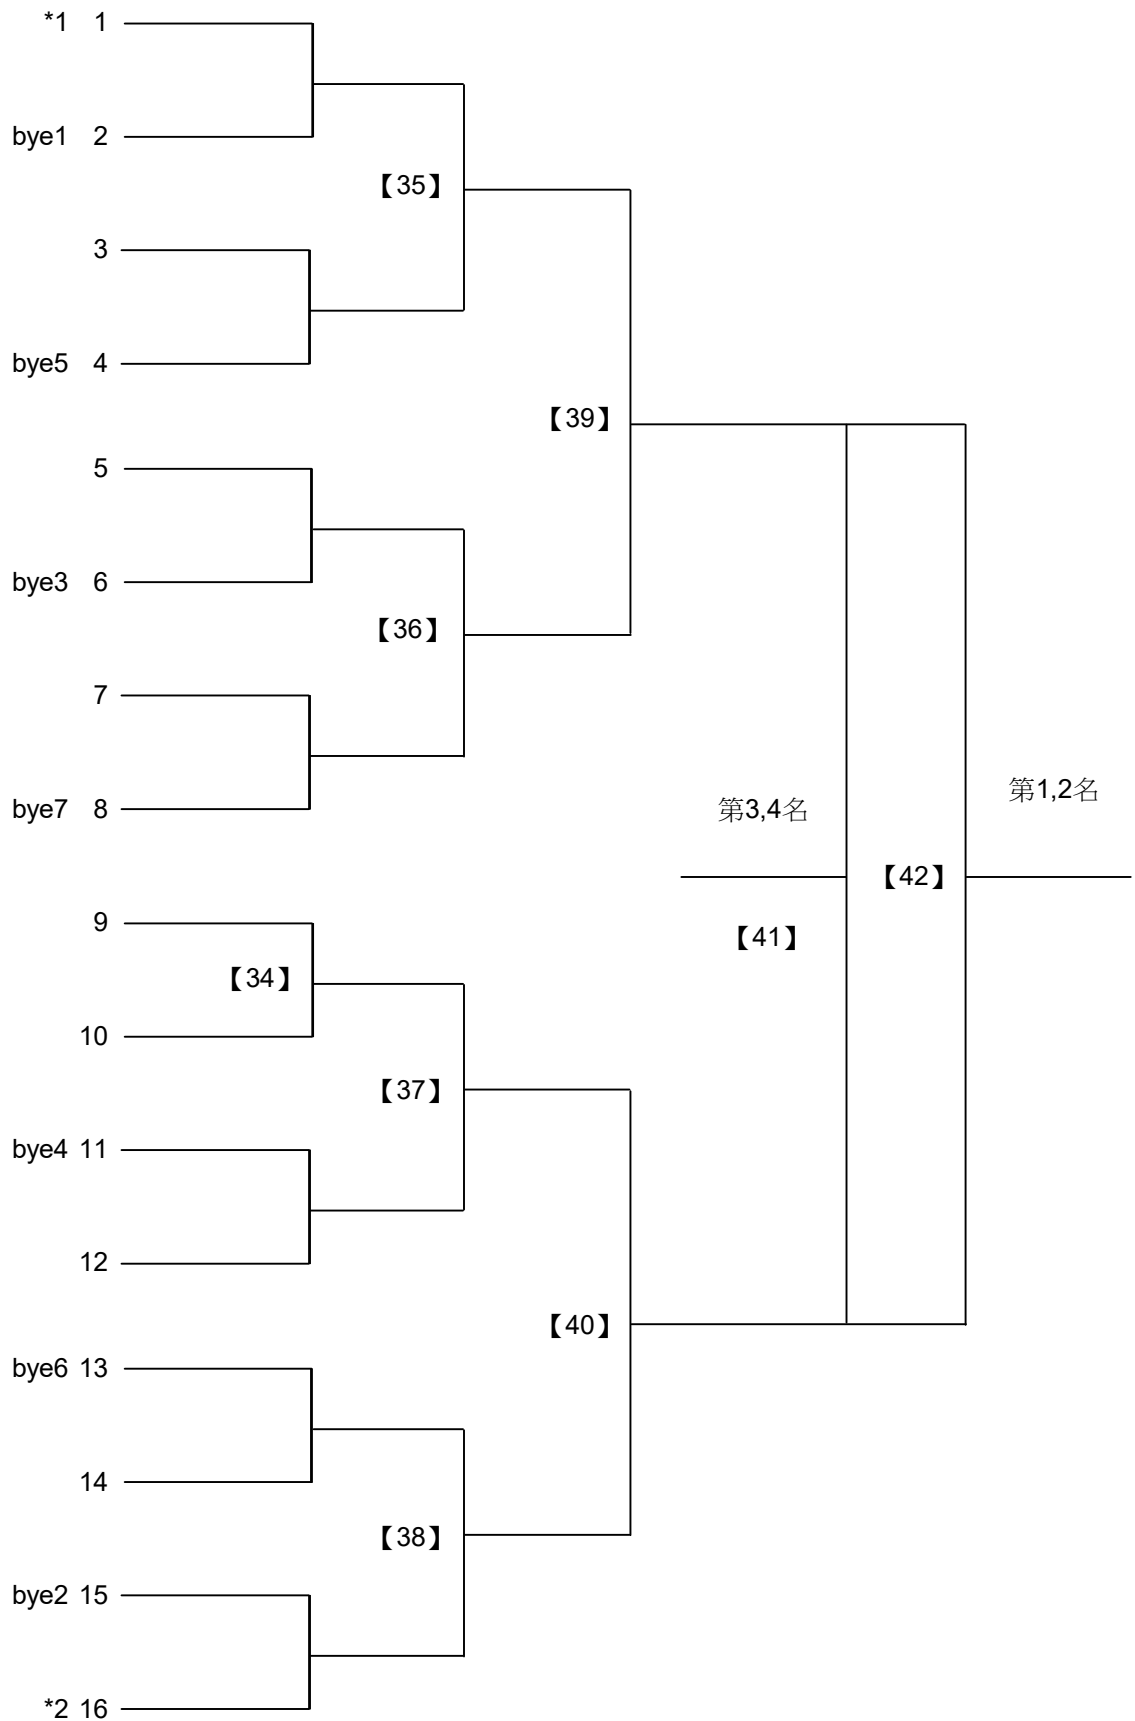 *1 1
bye1 2
【35】
3
bye5 4
【39】
5
bye3 6
【36】
7
第1,2名
bye7 8
第3,4名
【42】
9
【41】
【34】
10
【37】
bye4 11
12
【40】
bye6 13
14
【38】
bye2 15
*2 16